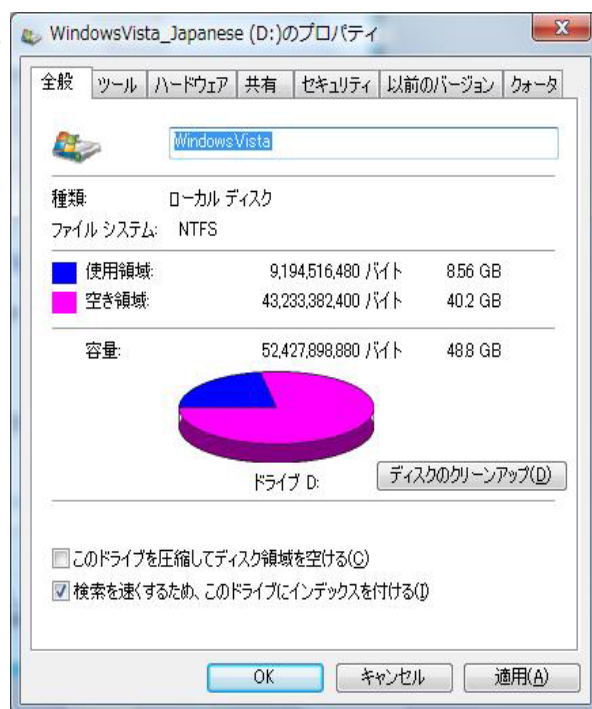 WindowsVista_Japanese (D:)のプロパティ
全般 ツール ハードウェア 共有 セキュリティ 以前のバージョン クォータ
WindowsVista
種類: ローカル ディスク
ファイル システム: NTFS
使用領域: 9,194,516,480 バイト 8.56 GB
空き領域: 43,233,382,400 バイト 40.2 GB
容量: 52,427,898,880 バイト 48.8 GB
ドライブ D: ディスクのクリーンアップ(D)
このドライブを圧縮してディスク領域を空ける(C)
検索を速くするため、このドライブにインデックスを付ける(I)
OK キャンセル 適用(A)